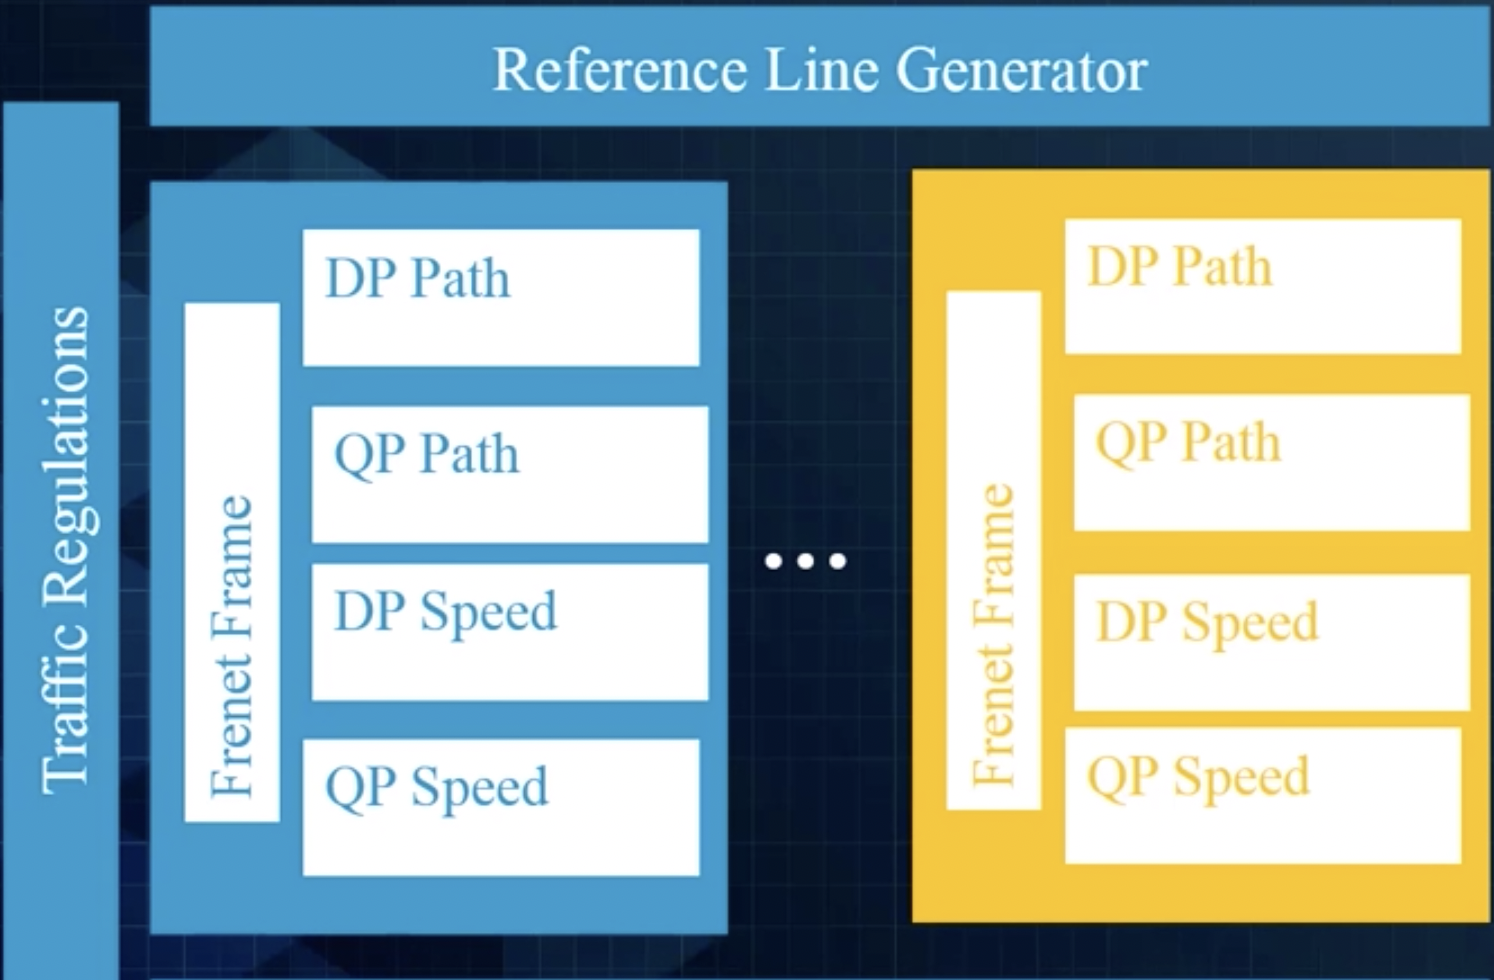 Reference Line Generator
Traffic Regulations
Frenet Frame
DP Path
QP Path
DP Speed
QP Speed
Frenet Frame
DP Path
QP Path
DP Speed
QP Speed